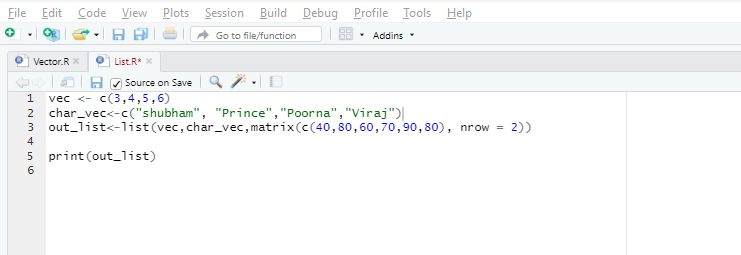 File Edit Code View Plots Session Build Debug Profile Tools Help
Go to file/function Addins
Vector.R List.R*
Source on Save
1 vec <- c(3,4,5,6)
2 char_vec<-c("shubham", "Prince","Poorna","Viraj")
3 out_list<-list(vec,char_vec,matrix(c(40,80,60,70,90,80), nrow = 2))
4
5 print(out_list)
6